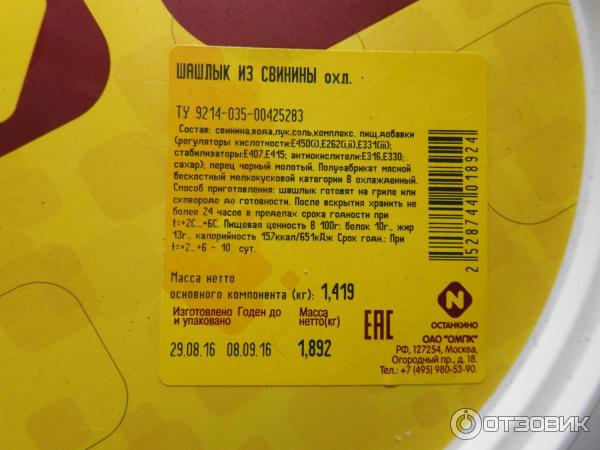 ШАШЛЫК ИЗ СВИНИНЫ охл.
ТУ 9214-035-00425283
Состав: свинина,вода,лук,соль,комплекс. пищ.добавки
(регуляторы кислотности:Е450(i),Е262(i,ii),Е331(iii);
стабилизаторы:Е407,Е415; антиокислители:Е316,Е330;
сахар); перец черный молотый. Полуфабрикат мясной
бескостный мелкокусковой категории В охлажденный.
Способ приготовления: шашлык готовят на гриле или
сковороде до готовности. После вскрытия хранить не
более 24 часов в пределах срока годности при
t=+2С...+6С. Пищевая ценность В 100г: белок 10г., жир
13г., калорийность 157ккал/651кДж Срок годн.: При
t=+2..+6 - 10 сут.
2 528744 018924
Масса нетто
основного компонента (кг): 1,419
Изготовлено и упаковано
Годен до
Масса нетто(кг)
29.08.16 08.09.16 1,892
ЕАС
N
ОСТАНКИНО
ОАО "ОМПК"
РФ, 127254, Москва,
Огородный пр., д. 18.
Тел.: +7 (495) 980-53-90.
ОТЗОВИК